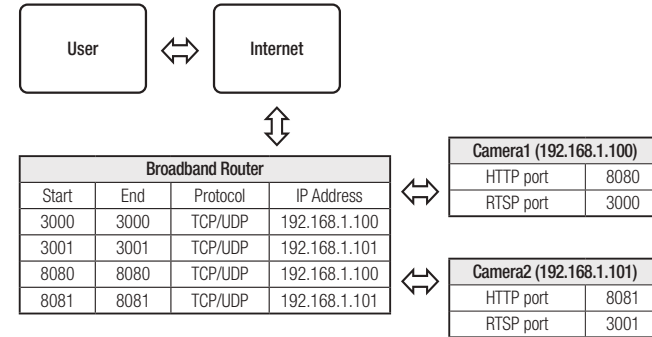 User
Internet
Broadband Router
Start End Protocol IP Address
3000 3000 TCP/UDP 192.168.1.100
3001 3001 TCP/UDP 192.168.1.101
8080 8080 TCP/UDP 192.168.1.100
8081 8081 TCP/UDP 192.168.1.101
Camera1 (192.168.1.100)
HTTP port 8080
RTSP port 3000
Camera2 (192.168.1.101)
HTTP port 8081
RTSP port 3001